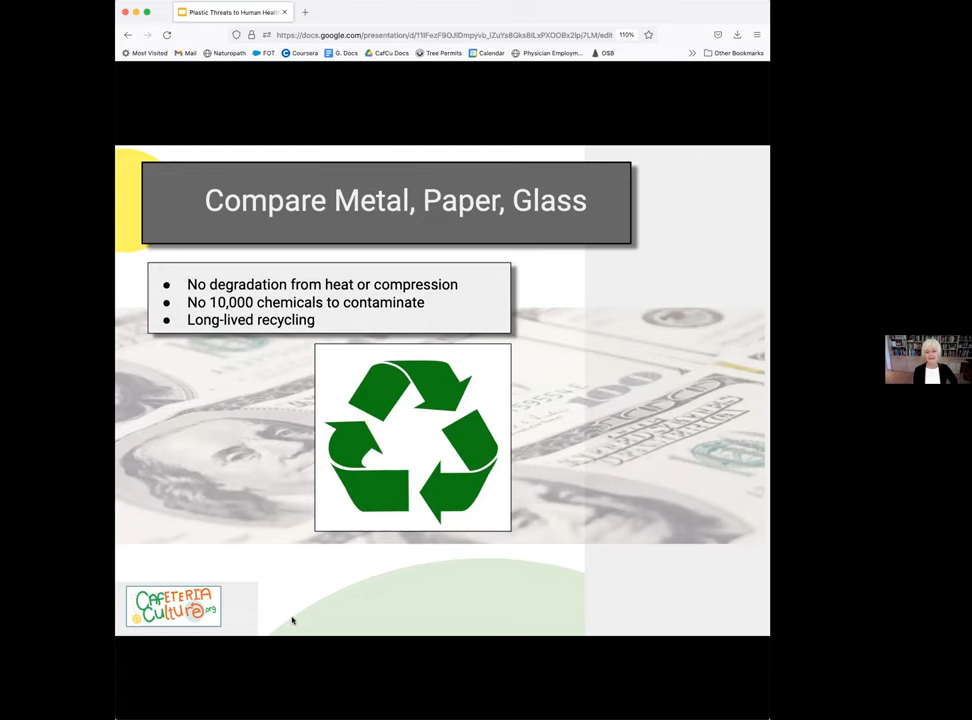 Plastic Threats to Human Healt
https://docs.google.com/presentation/d/11IFezF9OJIlDmpyvb_lZuYs8Gks8lLxPXOOBx2lpj7LM/edit
110%
Most Visited
Mail
Naturopath
FOT
Coursera
G. Docs
CafCu Docs
Tree Permits
Calendar
Physician Employm...
OSB
Other Bookmarks
Compare Metal, Paper, Glass
● No degradation from heat or compression
● No 10,000 chemicals to contaminate
● Long-lived recycling
100
CAFETERIA
CULTURE.org